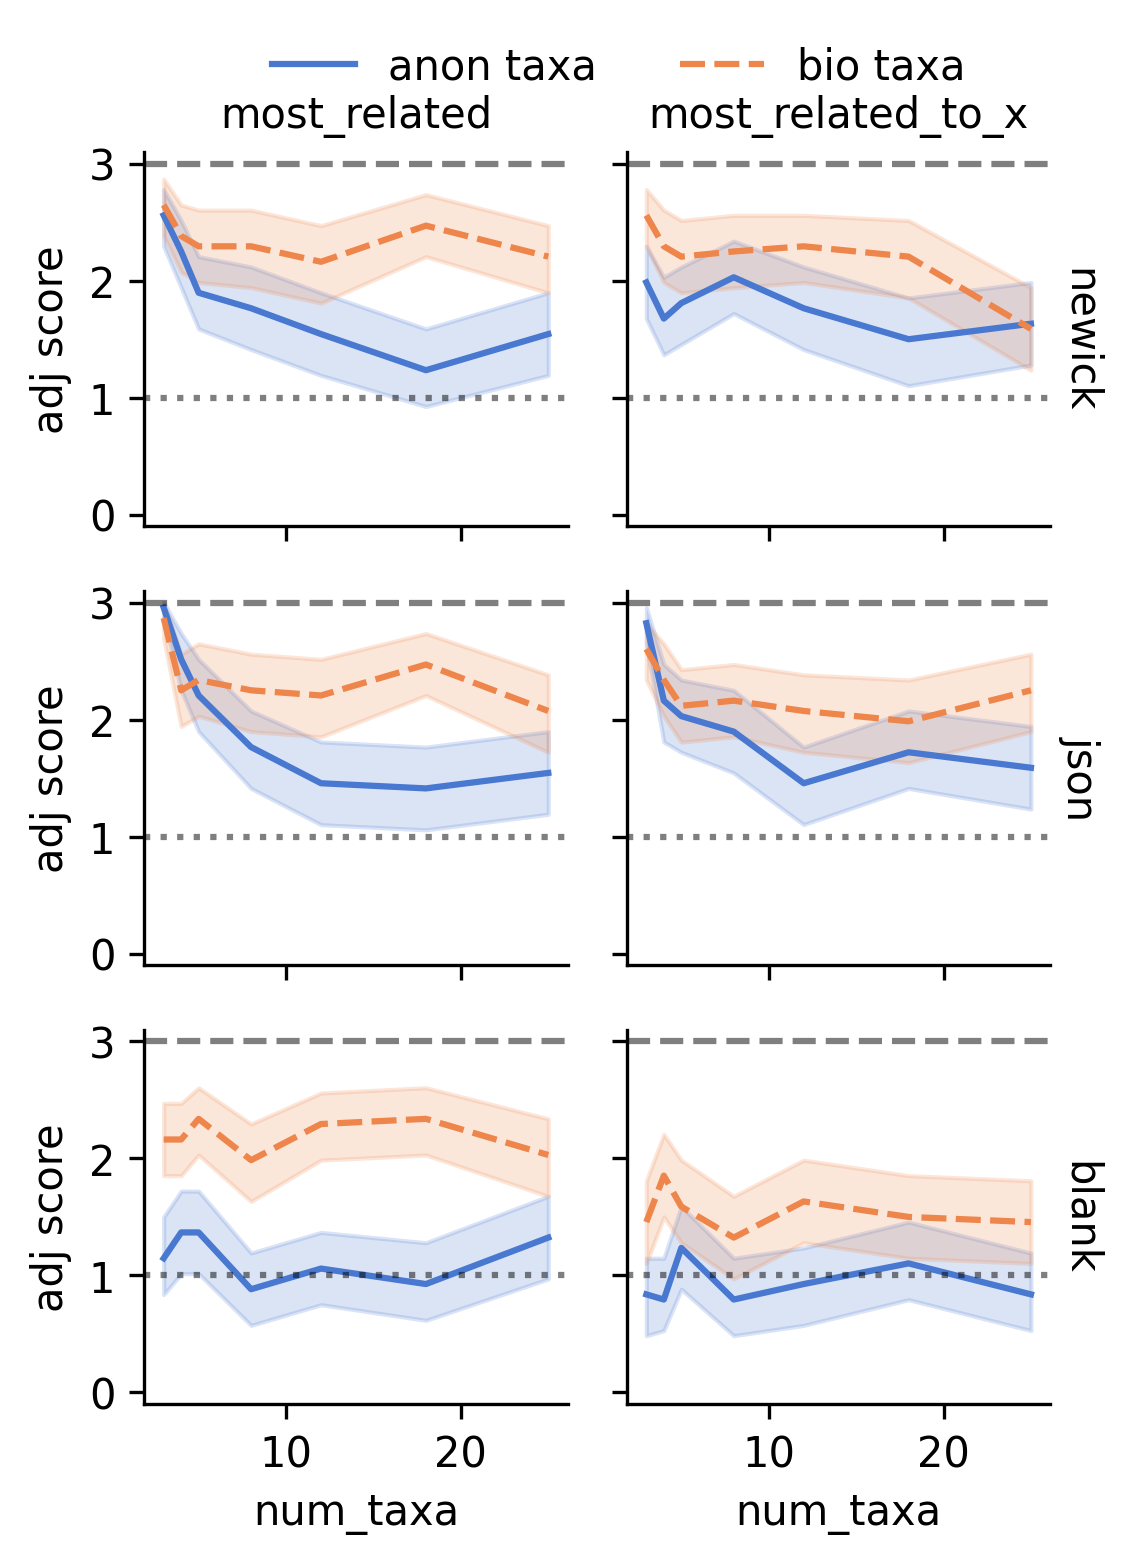 anon taxa bio taxa
most_related most_related_to_x
3
2
1
0
adj score
newick
3
2
1
0
adj score
json
3
2
1
0
adj score
blank
10 20 10 20
num_taxa num_taxa